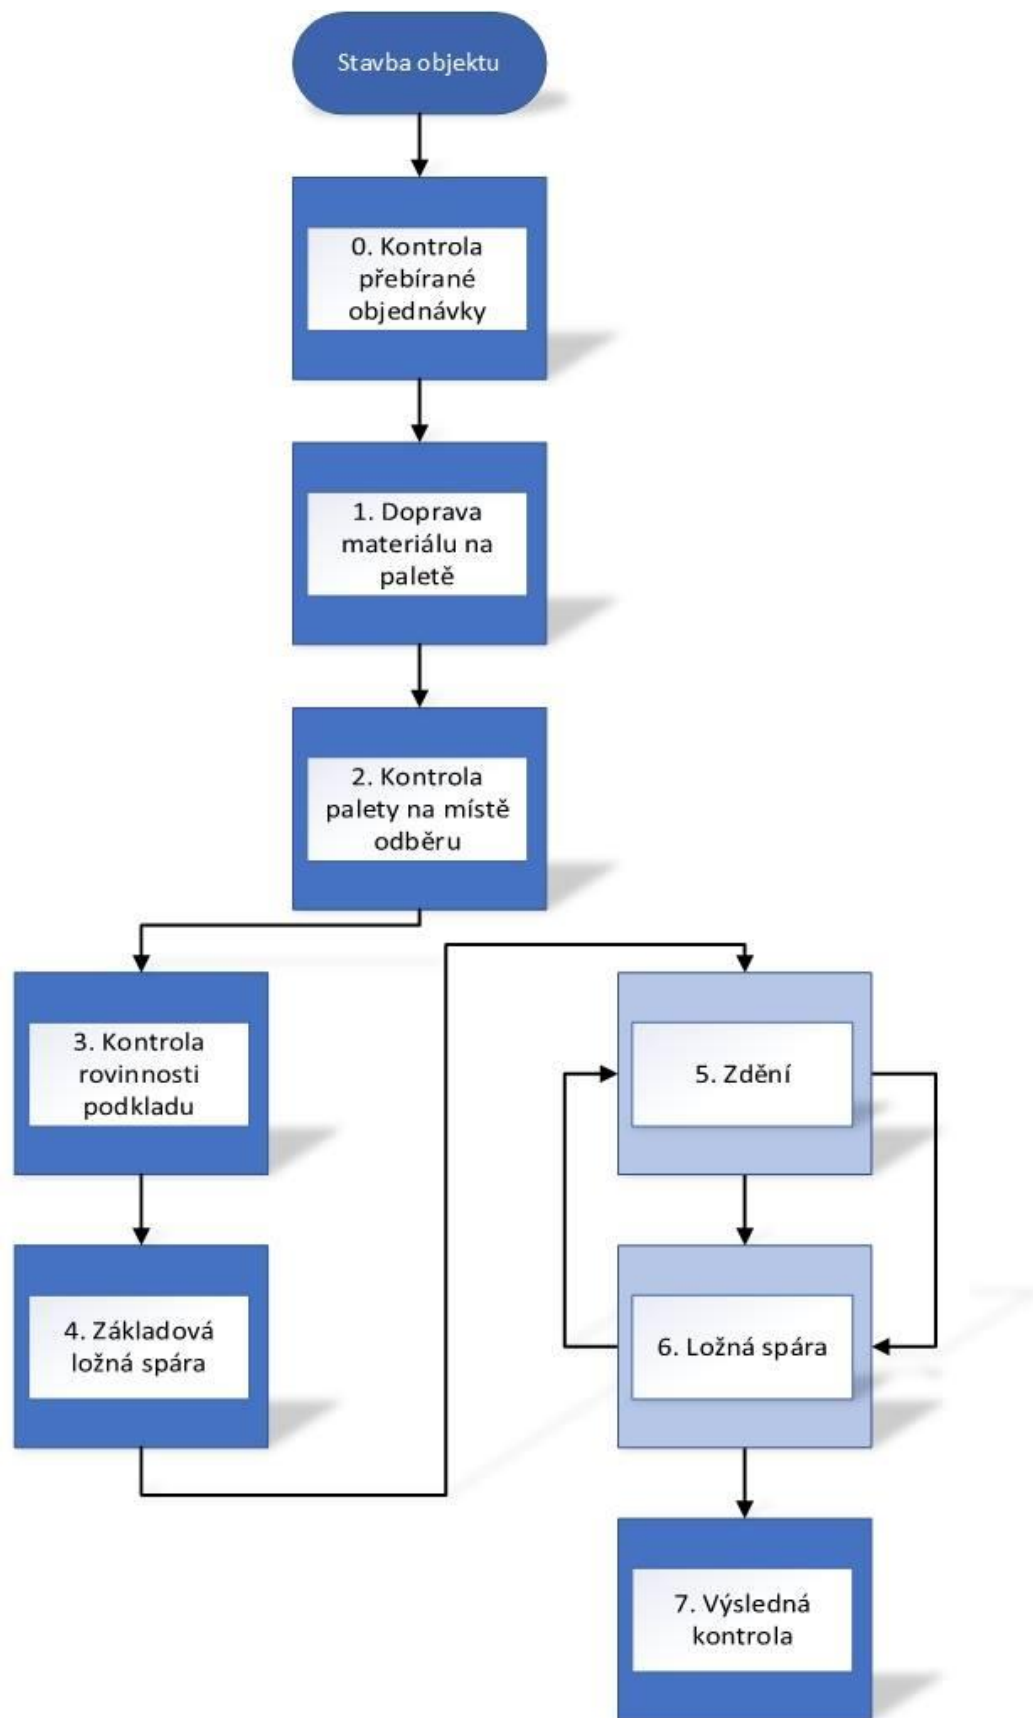 Stavba objektu
0. Kontrola
přebírané
objednávky
1. Doprava
materiálu na
paletě
2. Kontrola
palety na místě
odběru
3. Kontrola
rovinnosti
podkladu
4. Základová
ložná spára
5. Zdění
6. Ložná spára
7. Výsledná
kontrola